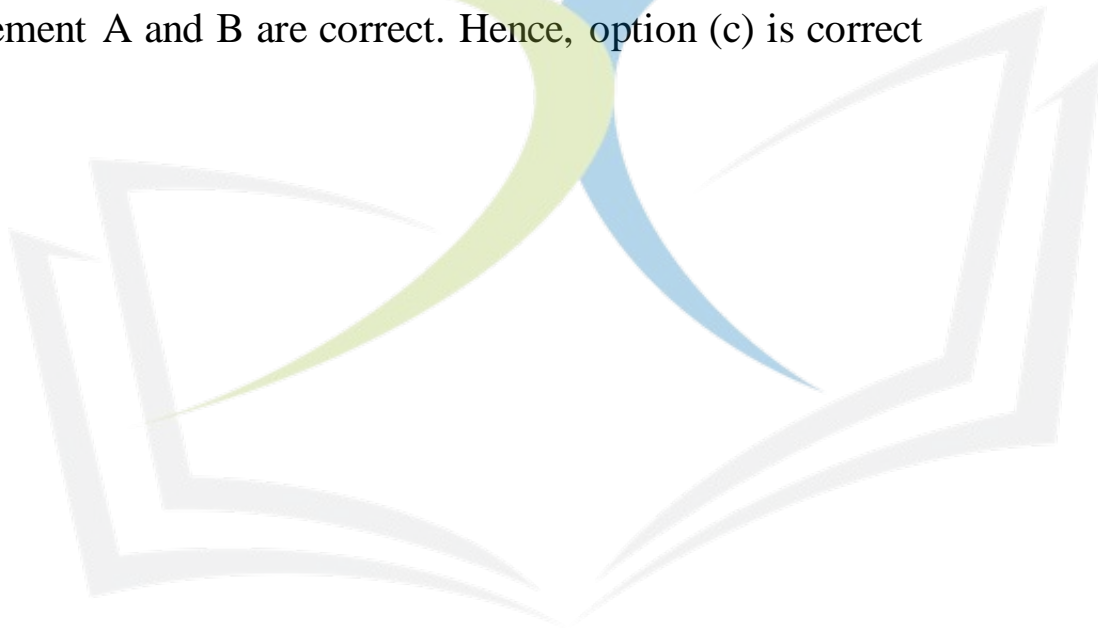 ement A and B are correct. Hence, option (c) is correct